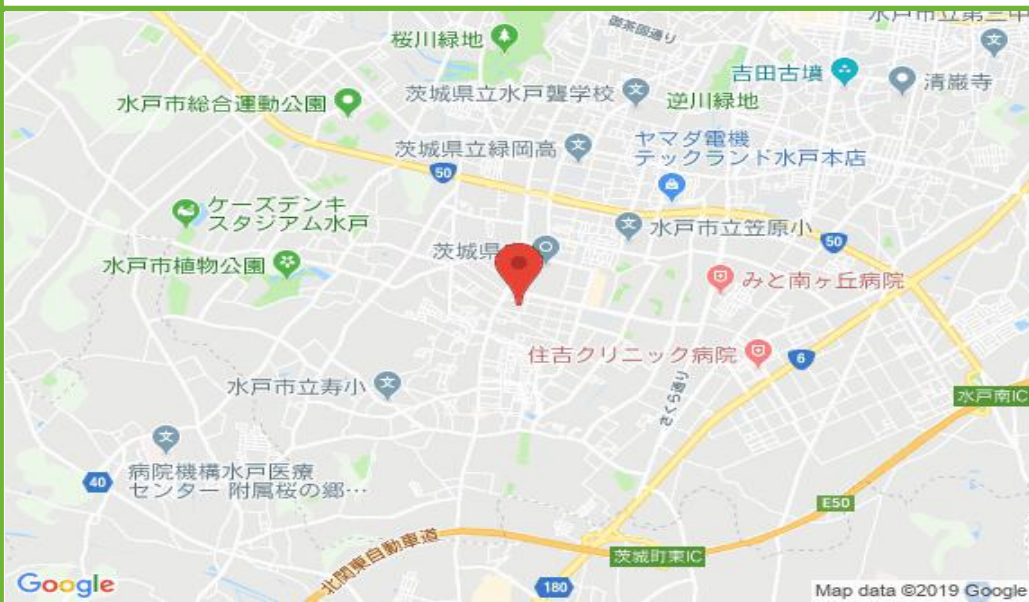 水戸市立第三中
御茶園通り
桜川緑地
吉田古墳
清巌寺
水戸市総合運動公園
茨城県立水戸聾学校
逆川緑地
ヤマダ電機
テックランド水戸本店
茨城県立緑岡高
50
ケーズデンキ
スタジアム水戸
水戸市立笠原小
50
茨城県
水戸市植物公園
みと南ヶ丘病院
住吉クリニック病院
6
水戸市立寿小
さくら通り
水戸南IC
病院機構水戸医療
センター 附属桜の郷…
40
E50
北関東自動車道
茨城町東IC
180
Google
Map data ©2019 Google